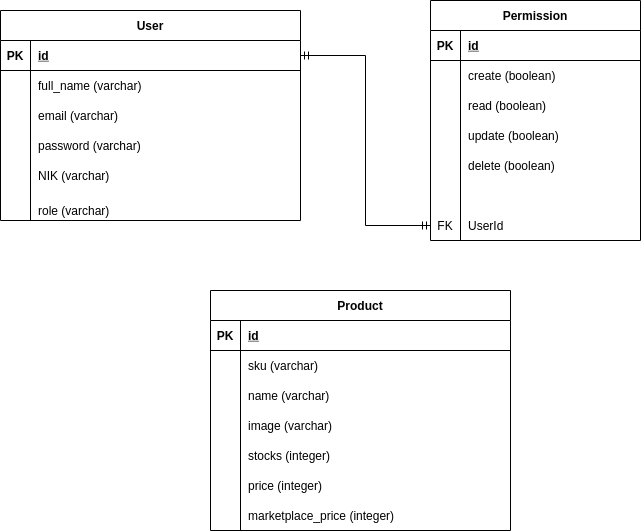 User
PK id
full_name (varchar)
email (varchar)
password (varchar)
NIK (varchar)
role (varchar)
Permission
PK id
create (boolean)
read (boolean)
update (boolean)
delete (boolean)
FK UserId
Product
PK id
sku (varchar)
name (varchar)
image (varchar)
stocks (integer)
price (integer)
marketplace_price (integer)